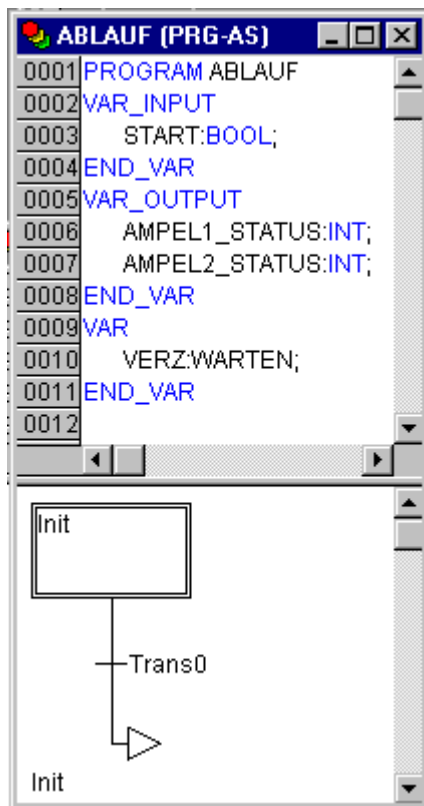 ABLAUF (PRG-AS)
0001 PROGRAM ABLAUF
0002 VAR_INPUT
0003 START:BOOL;
0004 END_VAR
0005 VAR_OUTPUT
0006 AMPEL1_STATUS:INT;
0007 AMPEL2_STATUS:INT;
0008 END_VAR
0009 VAR
0010 VERZ:WARTEN;
0011 END_VAR
0012
Init
Trans0
Init